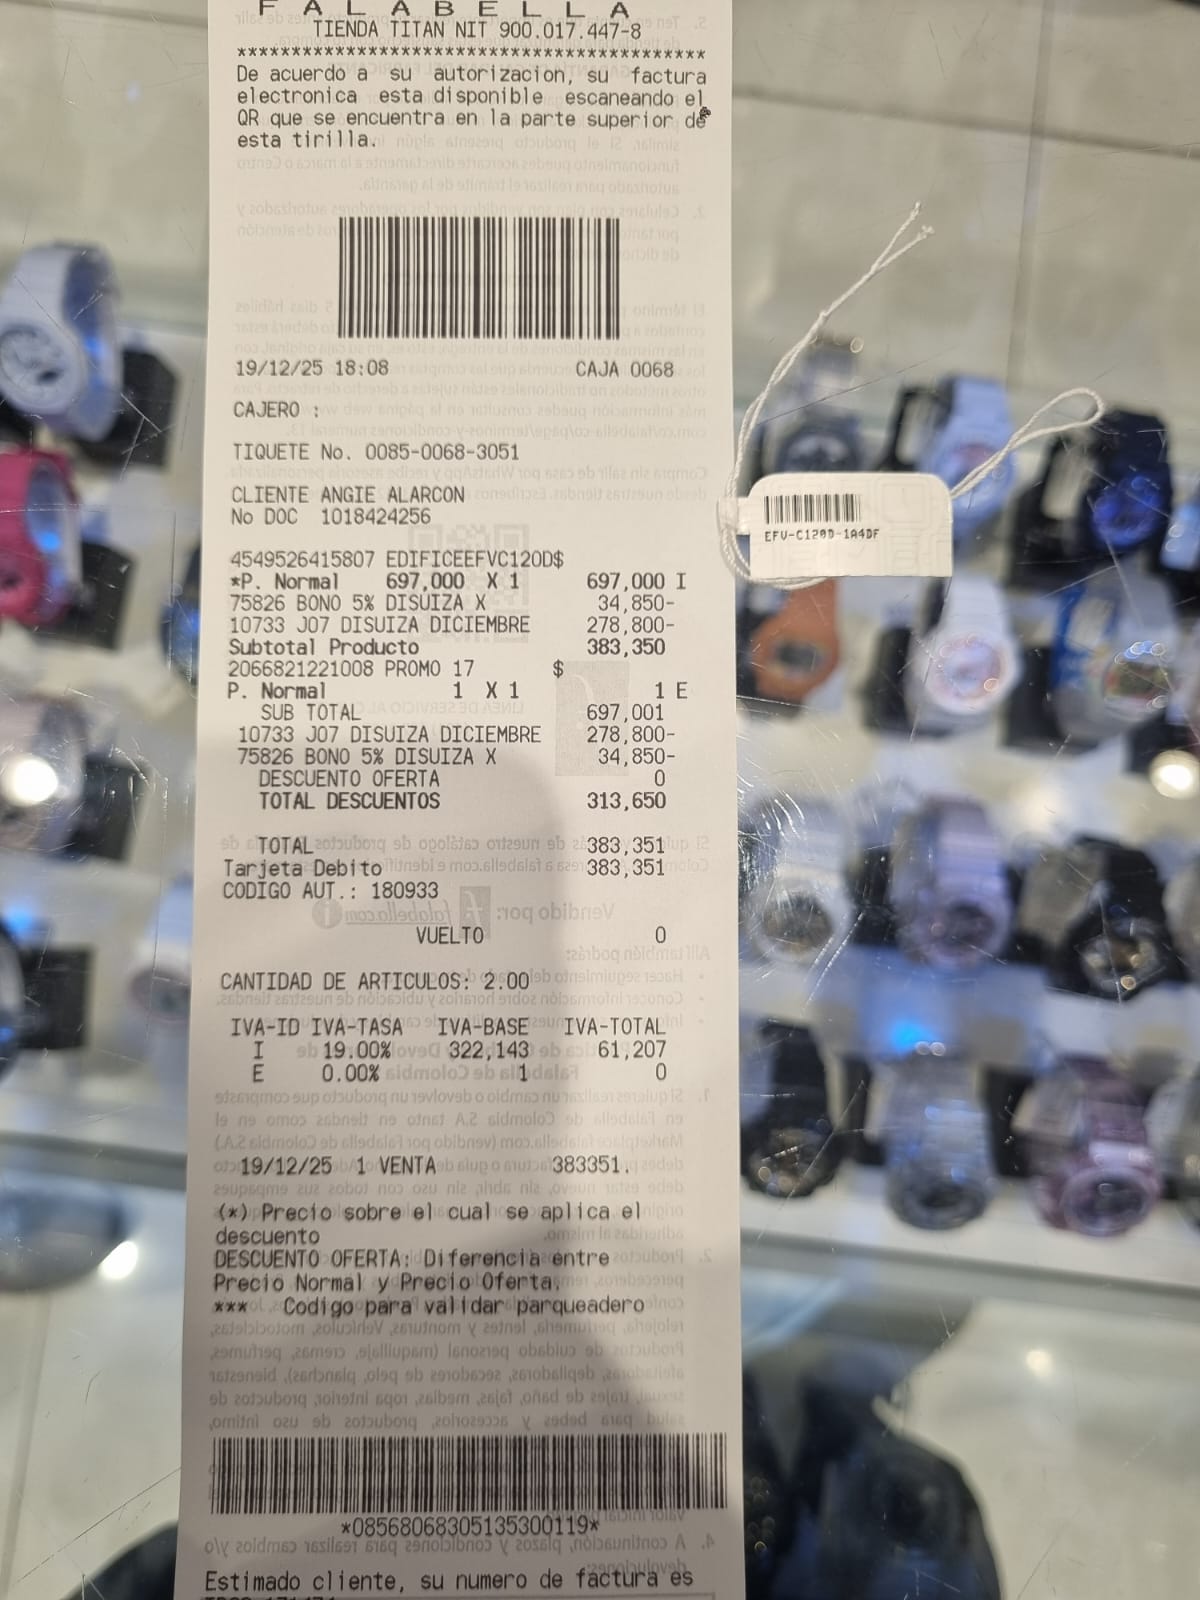 F A L A B E L L A
TIENDA TITAN NIT 900.017.447-8
********************************************
De acuerdo a su autorizacion, su factura
electronica esta disponible escaneando el
QR que se encuentra en la parte superior de
esta tirilla.
19/12/25 18:08 CAJA 0068
CAJERO :
TIQUETE No. 0085-0068-3051
CLIENTE ANGIE ALARCON
No DOC 1018424256
4549526415807 EDIFICEEFVC120D$
*P. Normal 697,000 X 1 697,000 I
75826 BONO 5% DISUIZA X 34,850-
10733 J07 DISUIZA DICIEMBRE 278,800-
Subtotal Producto 383,350
2066821221008 PROMO 17 $
P. Normal 1 X 1 1 E
SUB TOTAL 697,001
10733 J07 DISUIZA DICIEMBRE 278,800-
75826 BONO 5% DISUIZA X 34,850-
DESCUENTO OFERTA 0
TOTAL DESCUENTOS 313,650
TOTAL 383,351
Tarjeta Debito 383,351
CODIGO AUT.: 180933
VUELTO 0
CANTIDAD DE ARTICULOS: 2.00
IVA-ID IVA-TASA IVA-BASE IVA-TOTAL
I 19.00% 322,143 61,207
E 0.00% 1 0
19/12/25 1 VENTA 383351.
(*) Precio sobre el cual se aplica el
descuento
DESCUENTO OFERTA: Diferencia entre
Precio Normal y Precio Oferta.
*** Codigo para validar parqueadero
*08568068305135300119*
Estimado cliente, su numero de factura es
EFV-C120D-1A4DF